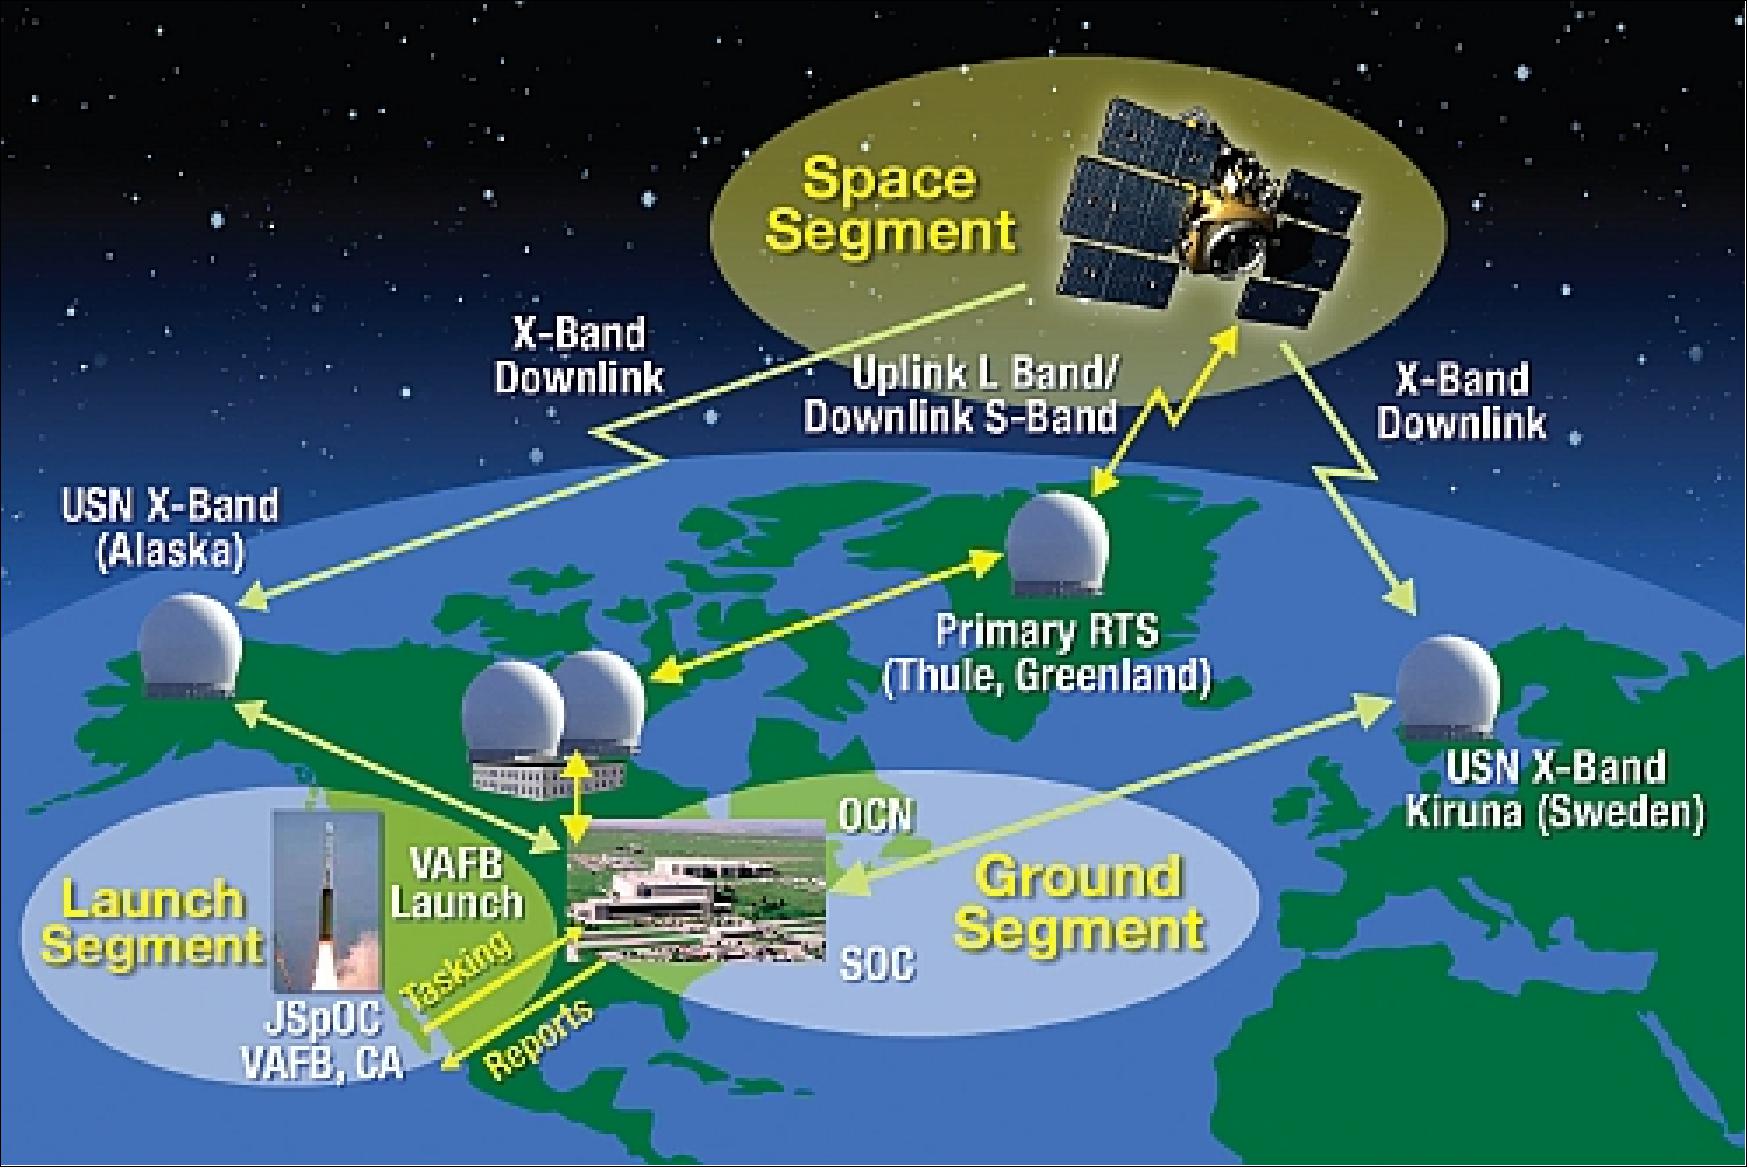 Space
Segment
X-Band
Downlink
Uplink L Band/
Downlink S-Band
X-Band
Downlink
USN X-Band
(Alaska)
Primary RTS
(Thule, Greenland)
USN X-Band
Kiruna (Sweden)
OCN
VAFB
Launch
Launch
Segment
Ground
Segment
SOC
Tasking
Reports
JSpOC
VAFB, CA